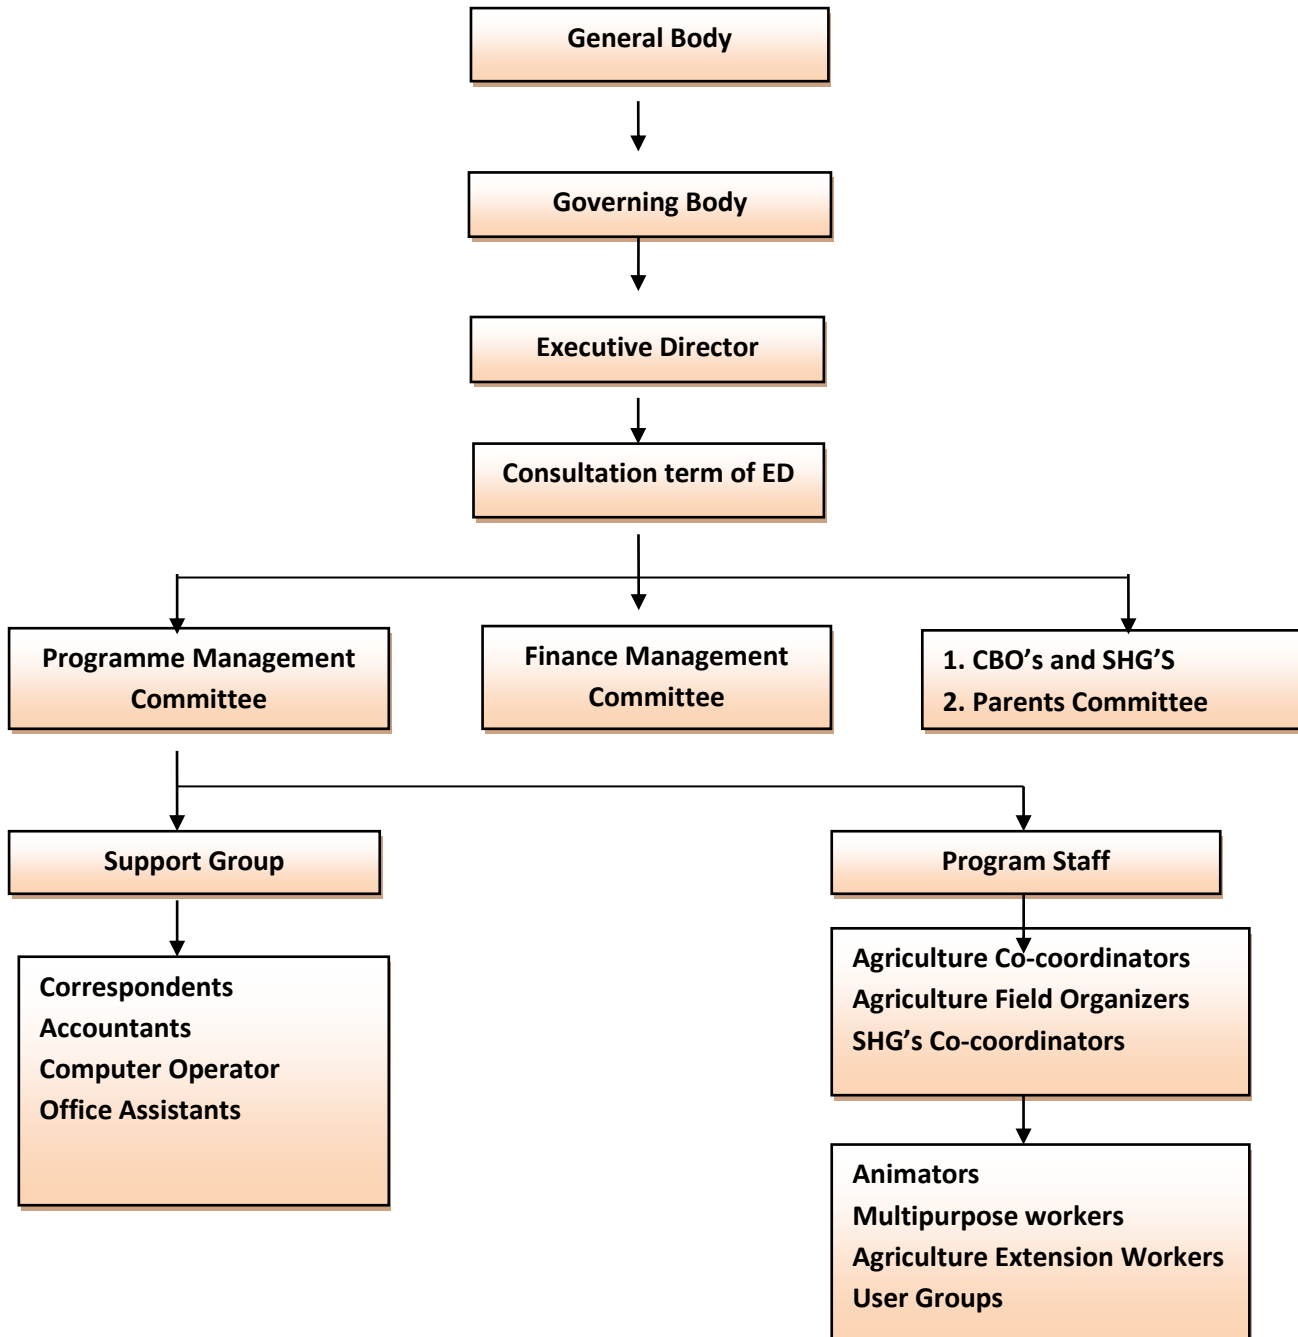 General Body
Governing Body
Executive Director
Consultation term of ED
Programme Management
Committee
Finance Management
Committee
1. CBO’s and SHG’S
2. Parents Committee
Support Group
Program Staff
Correspondents
Accountants
Computer Operator
Office Assistants
Agriculture Co-coordinators
Agriculture Field Organizers
SHG’s Co-coordinators
Animators
Multipurpose workers
Agriculture Extension Workers
User Groups